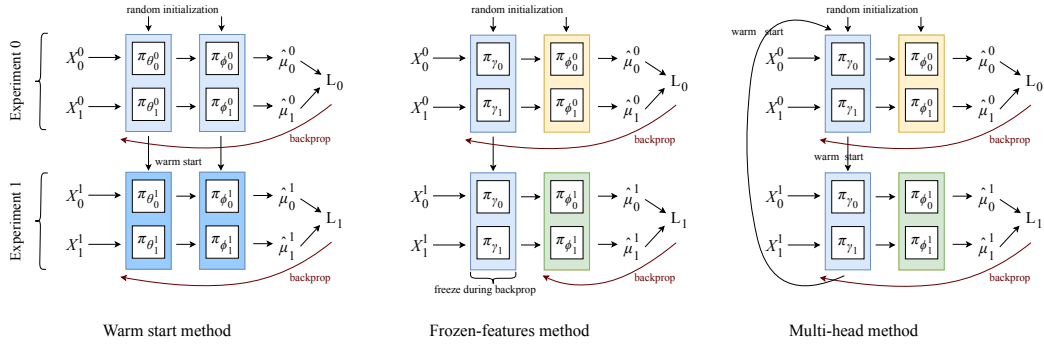 random initialization
Experiment 0
X_0^0
π_{θ_0^0}
π_{ϕ_0^0}
μ̂_0^0
L_0
X_1^0
π_{θ_1^0}
π_{ϕ_1^0}
μ̂_1^0
backprop
warm start
Experiment 1
X_0^1
π_{θ_0^1}
π_{ϕ_0^1}
μ̂_0^1
L_1
X_1^1
π_{θ_1^1}
π_{ϕ_1^1}
μ̂_1^1
backprop
Warm start method
random initialization
X_0^0
π_{γ_0}
π_{ϕ_0^0}
μ̂_0^0
L_0
X_1^0
π_{γ_1}
π_{ϕ_1^0}
μ̂_1^0
backprop
X_0^1
π_{γ_0}
π_{ϕ_0^1}
μ̂_0^1
L_1
X_1^1
π_{γ_1}
π_{ϕ_1^1}
μ̂_1^1
backprop
freeze during backprop
Frozen-features method
random initialization
warm start
X_0^0
π_{γ_0}
π_{ϕ_0^0}
μ̂_0^0
L_0
X_1^0
π_{γ_1}
π_{ϕ_1^0}
μ̂_1^0
backprop
warm start
X_0^1
π_{γ_0}
π_{ϕ_0^1}
μ̂_0^1
L_1
X_1^1
π_{γ_1}
π_{ϕ_1^1}
μ̂_1^1
backprop
Multi-head method